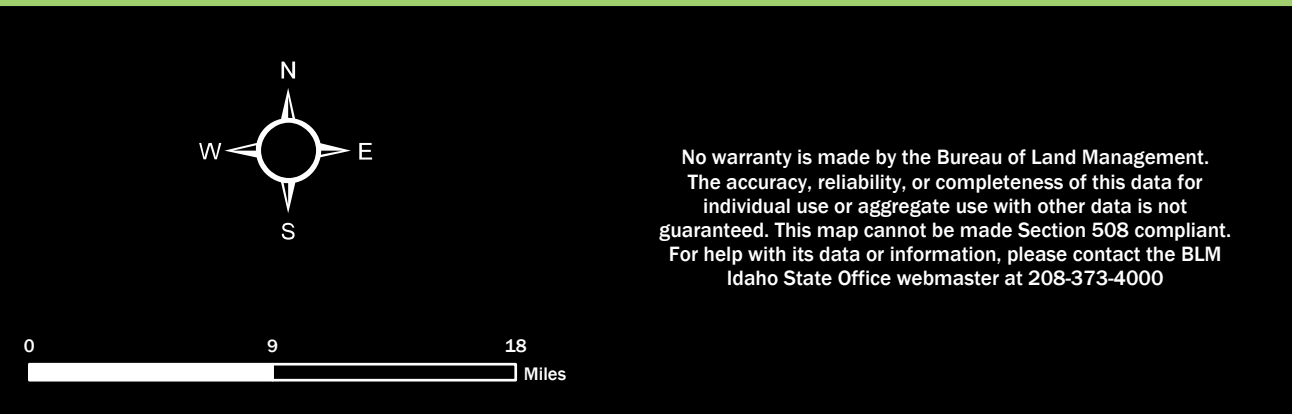 N
W E
S
No warranty is made by the Bureau of Land Management.
The accuracy, reliability, or completeness of this data for
individual use or aggregate use with other data is not
guaranteed. This map cannot be made Section 508 compliant.
For help with its data or information, please contact the BLM
Idaho State Office webmaster at 208-373-4000
0 9 18
Miles